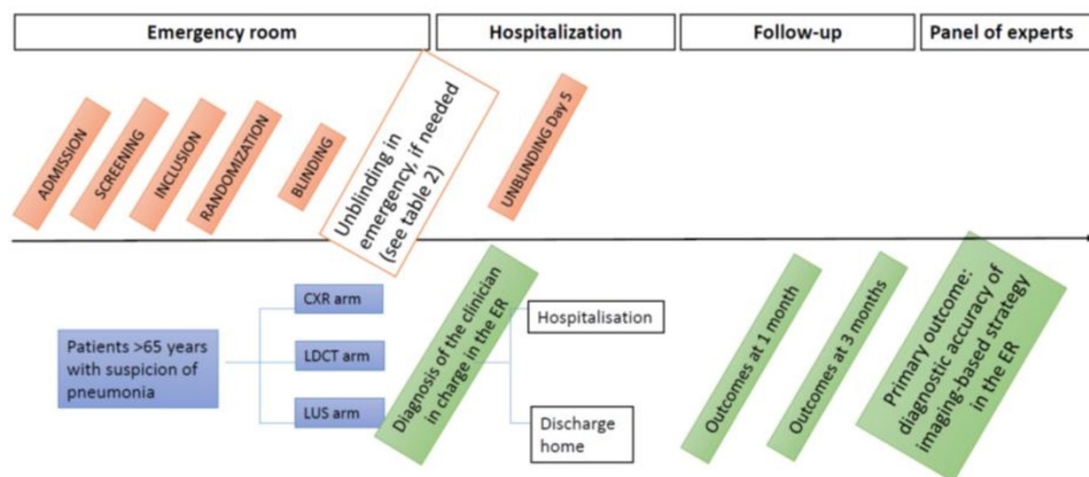 Emergency room
Hospitalization
Follow-up
Panel of experts
ADMISSION
SCREENING
INCLUSION
RANDOMIZATION
BLINDING
Unblinding in
emergency, if needed
(see table 2)
UNBLINDING Day 5
Patients >65 years
with suspicion of
pneumonia
CXR arm
LDCT arm
LUS arm
Diagnosis of the clinician
in charge in the ER
Hospitalisation
Discharge
home
Outcomes at 1 month
Outcomes at 3 months
Primary outcome:
diagnostic accuracy of
imaging-based strategy
in the ER